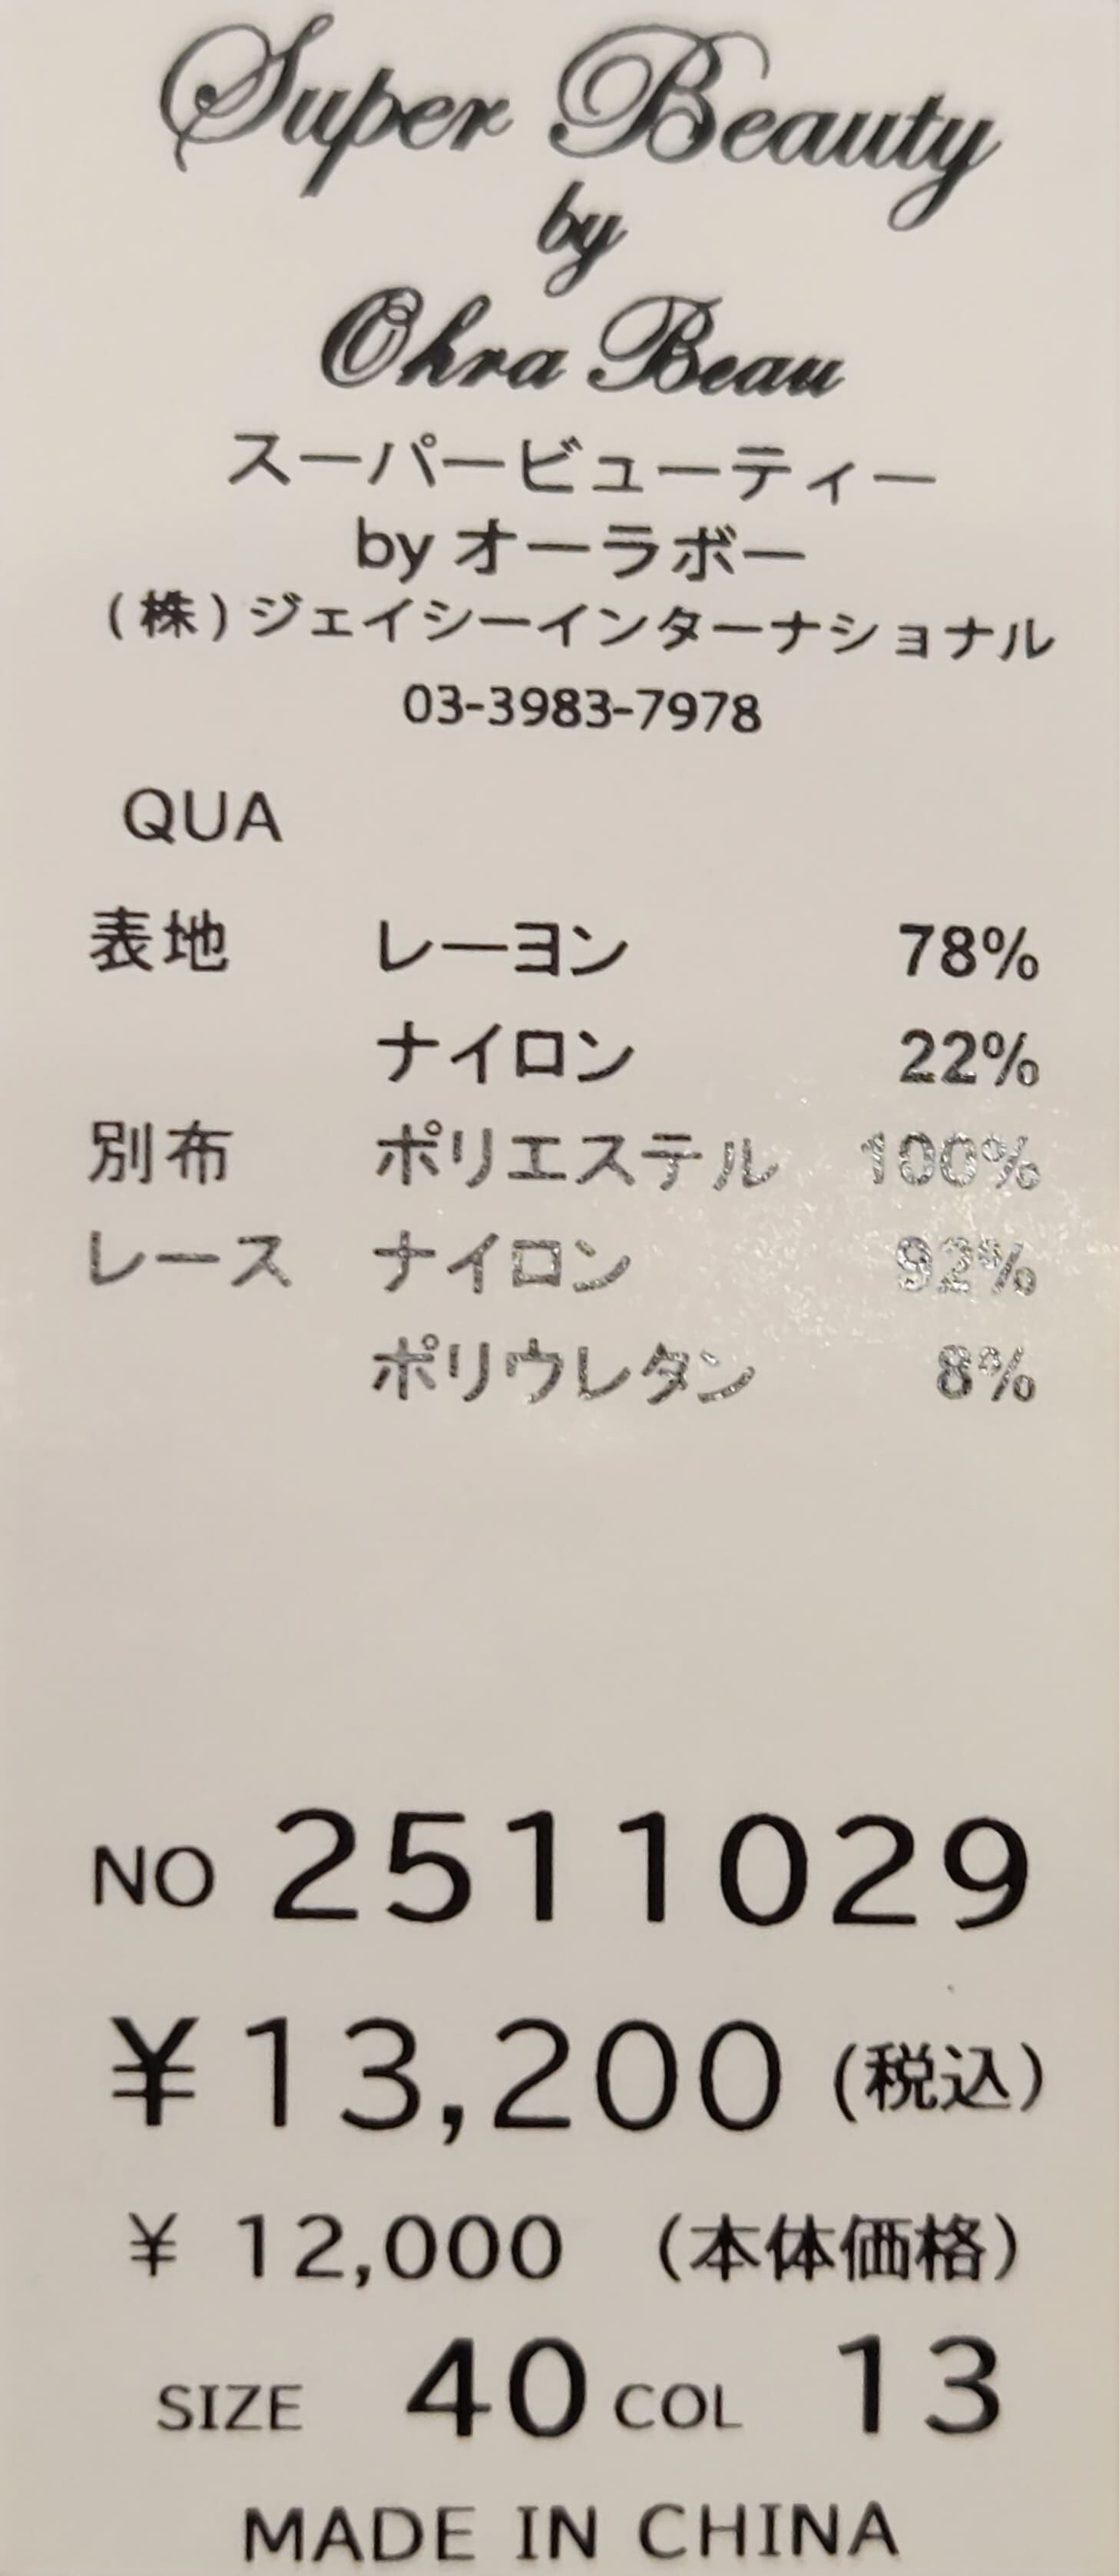 Super Beauty
by
Ohra Beau
スーパービューティー
by オーラボー
(株)ジェイシーインターナショナル
03-3983-7978
QUA
表地 レーヨン 78%
ナイロン 22%
別布 ポリエステル 100%
レース ナイロン 92%
ポリウレタン 8%
NO 2511029
¥13,200 (税込)
¥ 12,000 (本体価格)
SIZE 40 COL 13
MADE IN CHINA